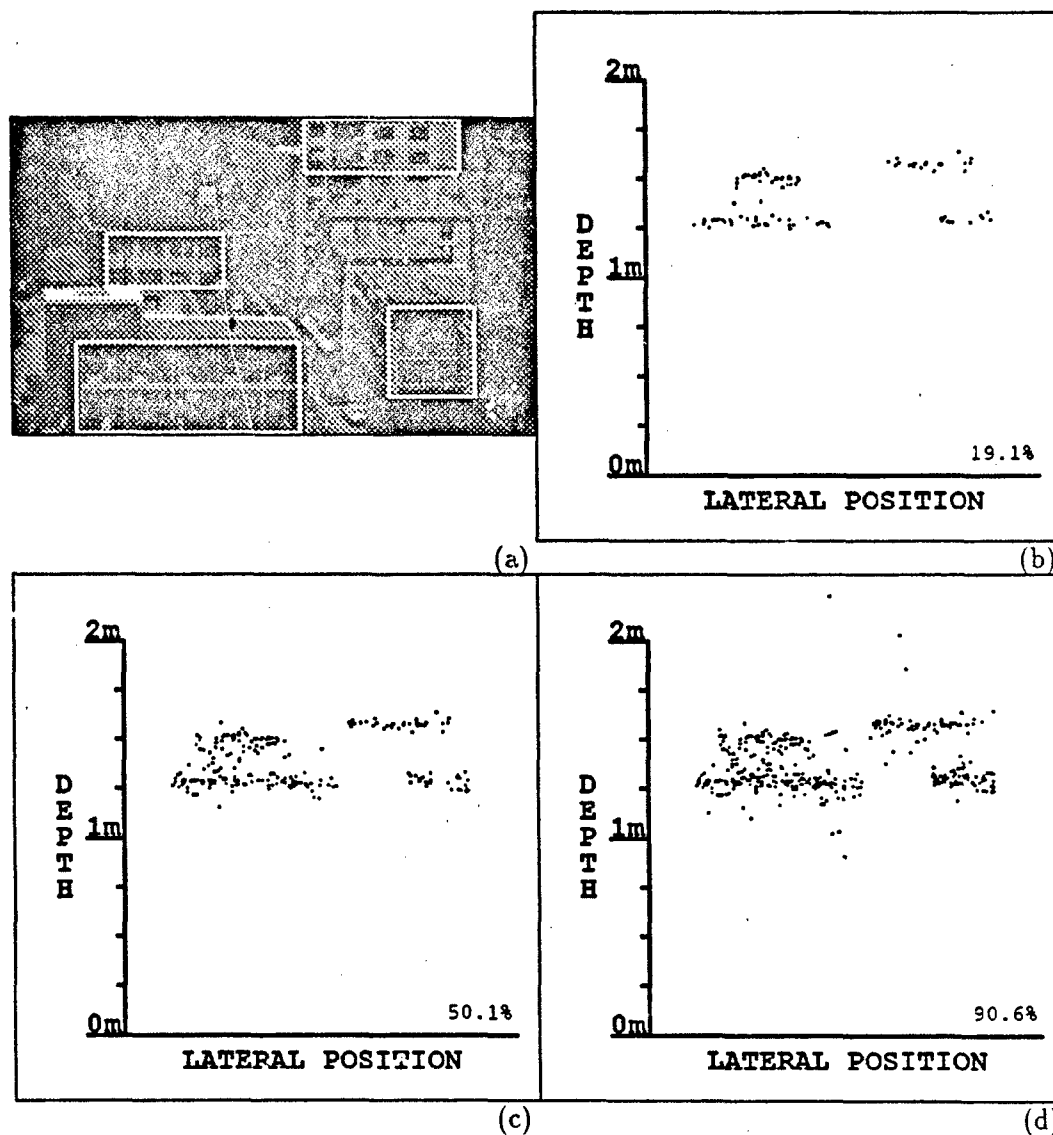 2m
DEPTH
1m
0m
19.1%
LATERAL POSITION
(a)
(b)
2m
DEPTH
1m
0m
50.1%
LATERAL POSITION
(c)
2m
DEPTH
1m
0m
90.6%
LATERAL POSITION
(d)